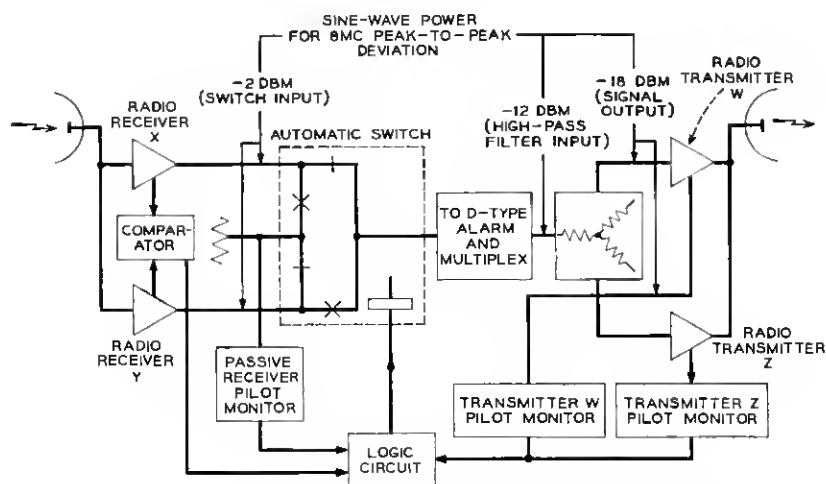 SINE-WAVE POWER
FOR 8MC PEAK-TO-PEAK
DEVIATION
-2 DBM
(SWITCH INPUT)
-18 DBM
(SIGNAL
OUTPUT)
RADIO
TRANSMITTER
W
-12 DBM
(HIGH-PASS
FILTER INPUT)
RADIO
RECEIVER
X
AUTOMATIC SWITCH
COMPAR-
ATOR
TO D-TYPE
ALARM
AND
MULTIPLEX
RADIO
RECEIVER
Y
RADIO
TRANSMITTER
Z
PASSIVE
RECEIVER
PILOT
MONITOR
TRANSMITTER W
PILOT MONITOR
TRANSMITTER Z
PILOT MONITOR
LOGIC
CIRCUIT